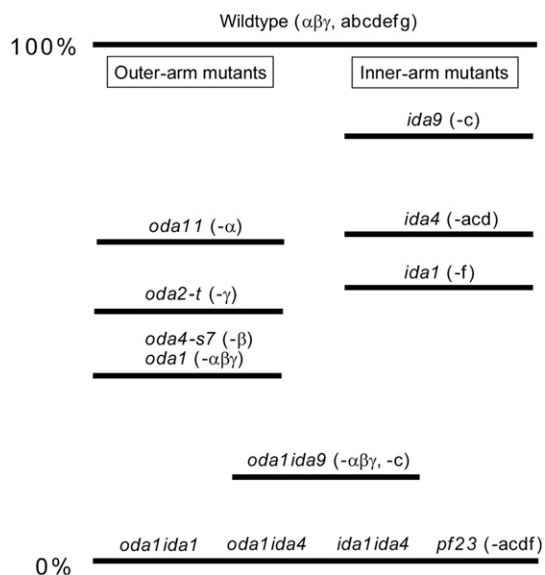 Wildtype (αβγ, abcdefg)
100%
Outer-arm mutants
Inner-arm mutants
ida9 (-c)
oda11 (-α)
ida4 (-acd)
ida1 (-f)
oda2-t (-γ)
oda4-s7 (-β)
oda1 (-αβγ)
oda1ida9 (-αβγ, -c)
oda1ida1 oda1ida4 ida1ida4 pf23 (-acdf)
0%